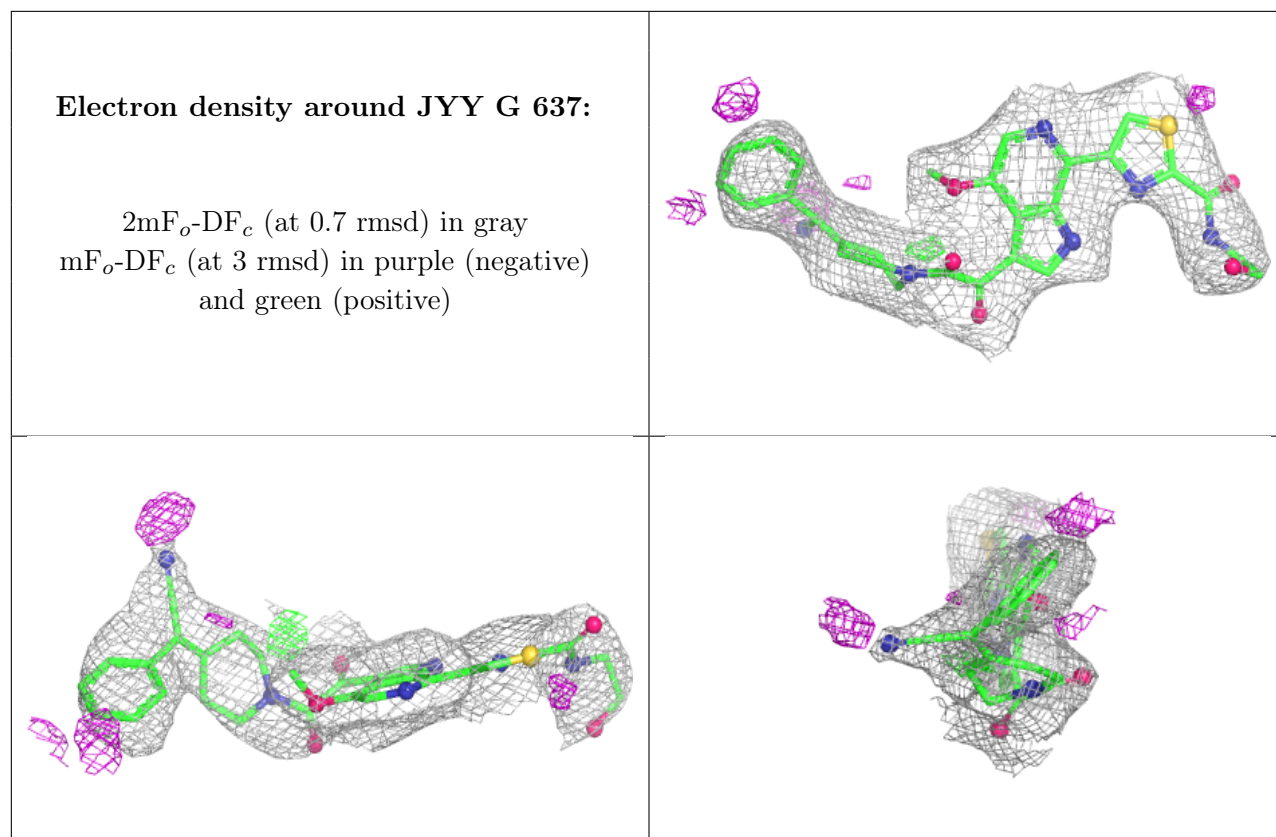 Electron density around JYY G 637:
2mFo-DFc (at 0.7 rmsd) in gray
mFo-DFc (at 3 rmsd) in purple (negative)
and green (positive)